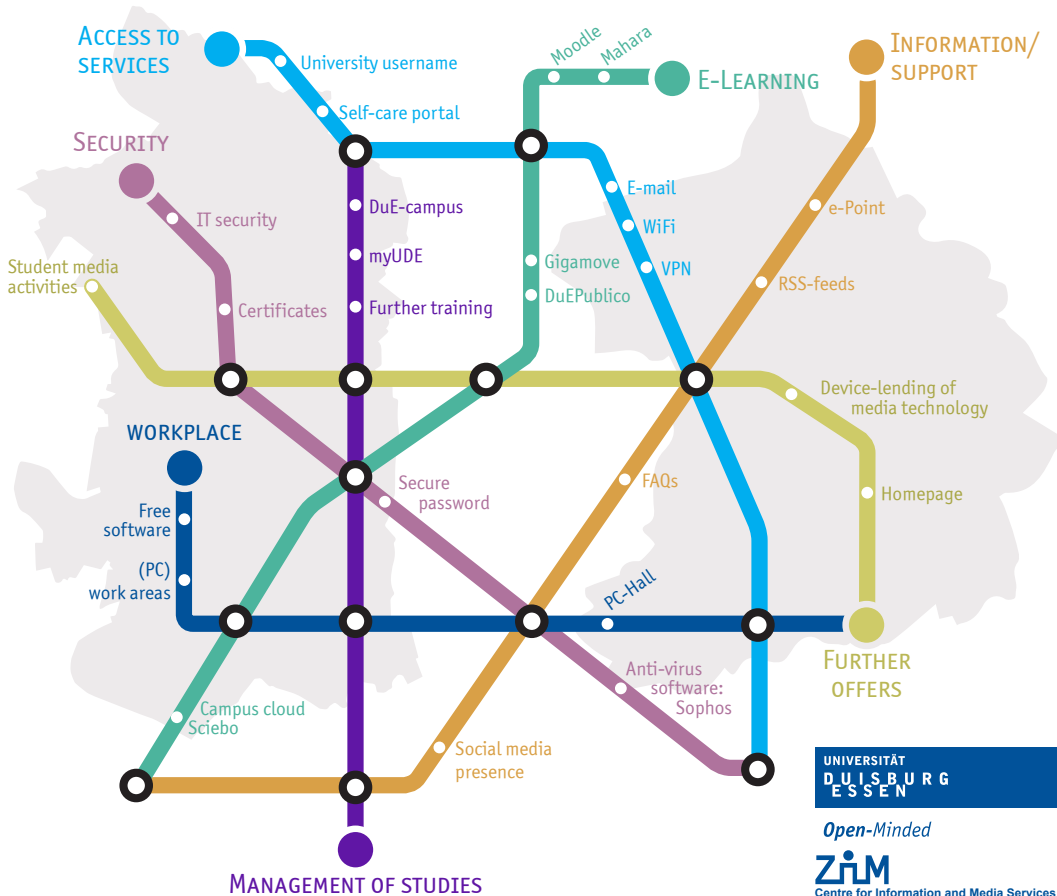 ACCESS TO
SERVICES
University username
Self-care portal
Moodle
Mahara
E-LEARNING
INFORMATION/
SUPPORT
SECURITY
IT security
Certificates
Student media
activities
DuE-campus
myUDE
Further training
Gigamove
DuEPublico
E-mail
WiFi
VPN
e-Point
RSS-feeds
Device-lending of
media technology
Homepage
WORKPLACE
Free
software
(PC)
work areas
Secure
password
FAQs
PC-Hall
Anti-virus
software:
Sophos
FURTHER
OFFERS
Campus cloud
Sciebo
Social media
presence
MANAGEMENT OF STUDIES
UNIVERSITÄT
DUISBURG
ESSEN
Open-Minded
ZIM
Centre for Information and Media Services